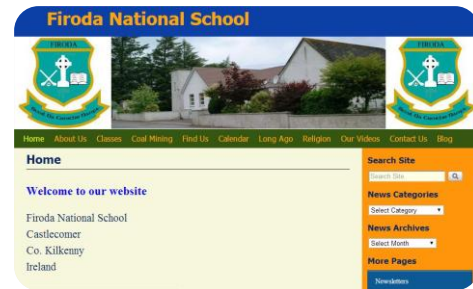 Firoda National School
FIRODA
FIRODA
Home About Us Classes Coal Mining Find Us Calendar Long Ago Religion Our Videos Contact Us Blog
Home
Welcome to our website
Firoda National School
Castlecomer
Co. Kilkenny
Ireland
Search Site
Search Site
News Categories
Select Category
News Archives
Select Month
More Pages
Newsletters